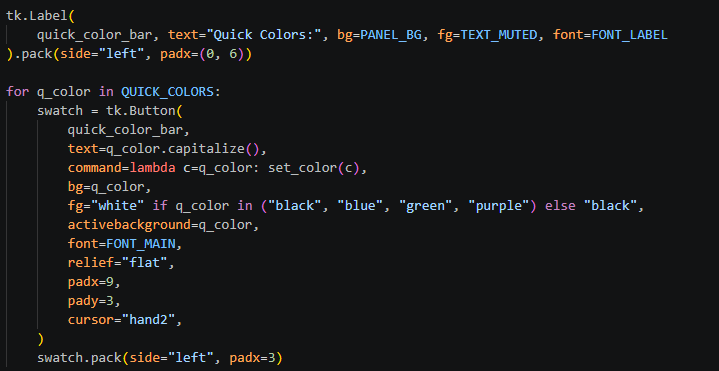 tk.Label(
    quick_color_bar, text="Quick Colors:", bg=PANEL_BG, fg=TEXT_MUTED, font=FONT_LABEL
).pack(side="left", padx=(0, 6))

for q_color in QUICK_COLORS:
    swatch = tk.Button(
        quick_color_bar,
        text=q_color.capitalize(),
        command=lambda c=q_color: set_color(c),
        bg=q_color,
        fg="white" if q_color in ("black", "blue", "green", "purple") else "black",
        activebackground=q_color,
        font=FONT_MAIN,
        relief="flat",
        padx=9,
        pady=3,
        cursor="hand2",
    )
    swatch.pack(side="left", padx=3)